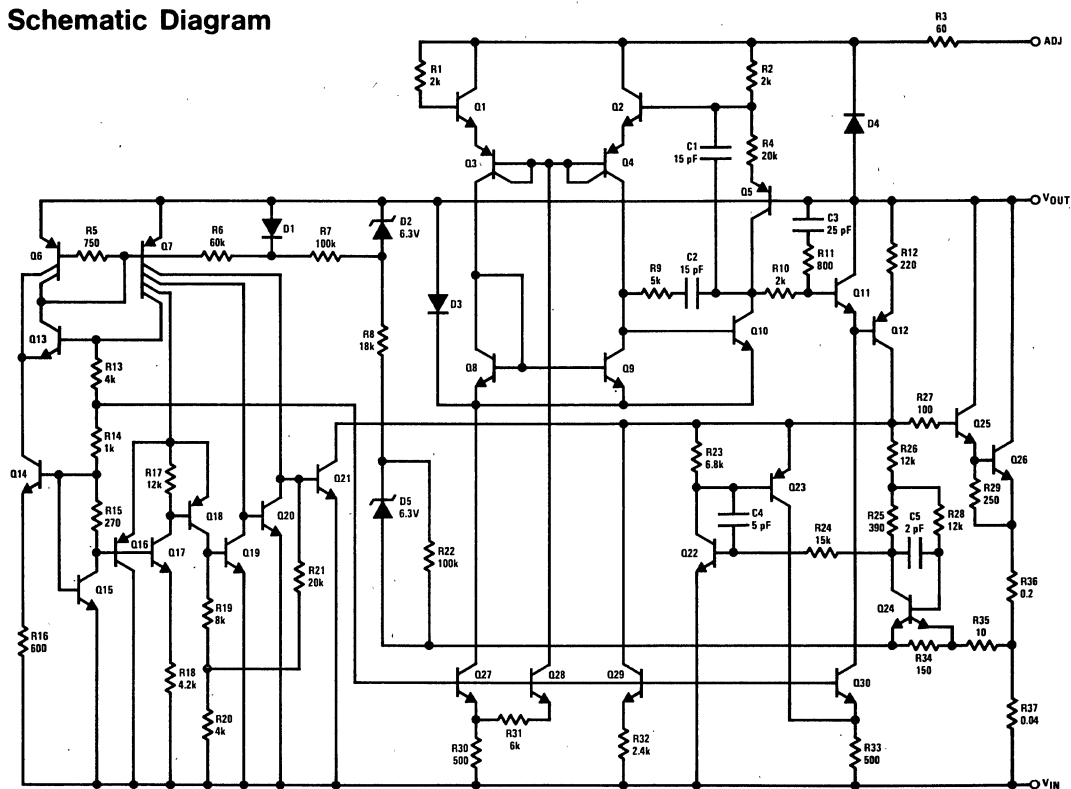 Schematic Diagram
R3
60
ADJ
R1
2k
R2
2k
Q1
Q2
D4
C1
15 pF
R4
20k
Q3
Q4
Q5
VOUT
R5
750
Q6
Q7
R6
60k
D1
R7
100k
D2
6.3V
C3
25 pF
R11
800
R12
220
R9
5k
C2
15 pF
R10
2k
Q11
Q12
D3
Q13
R8
18k
Q10
R13
4k
Q8
Q9
R27
100
Q25
R14
1k
Q14
R17
12k
Q21
R23
6.8k
R26
12k
Q26
Q23
R29
250
D5
6.3V
R15
270
Q18
Q20
C4
5 pF
R25
390
C5
2 pF
R28
12k
R24
15k
Q16
Q17
Q19
Q22
R22
100k
R21
20k
Q15
Q24
R36
0.2
R19
8k
R35
10
R16
600
R34
150
R18
4.2k
Q27
Q28
Q29
Q30
R37
0.04
R20
4k
R31
6k
R30
500
R32
2.4k
R33
500
VIN